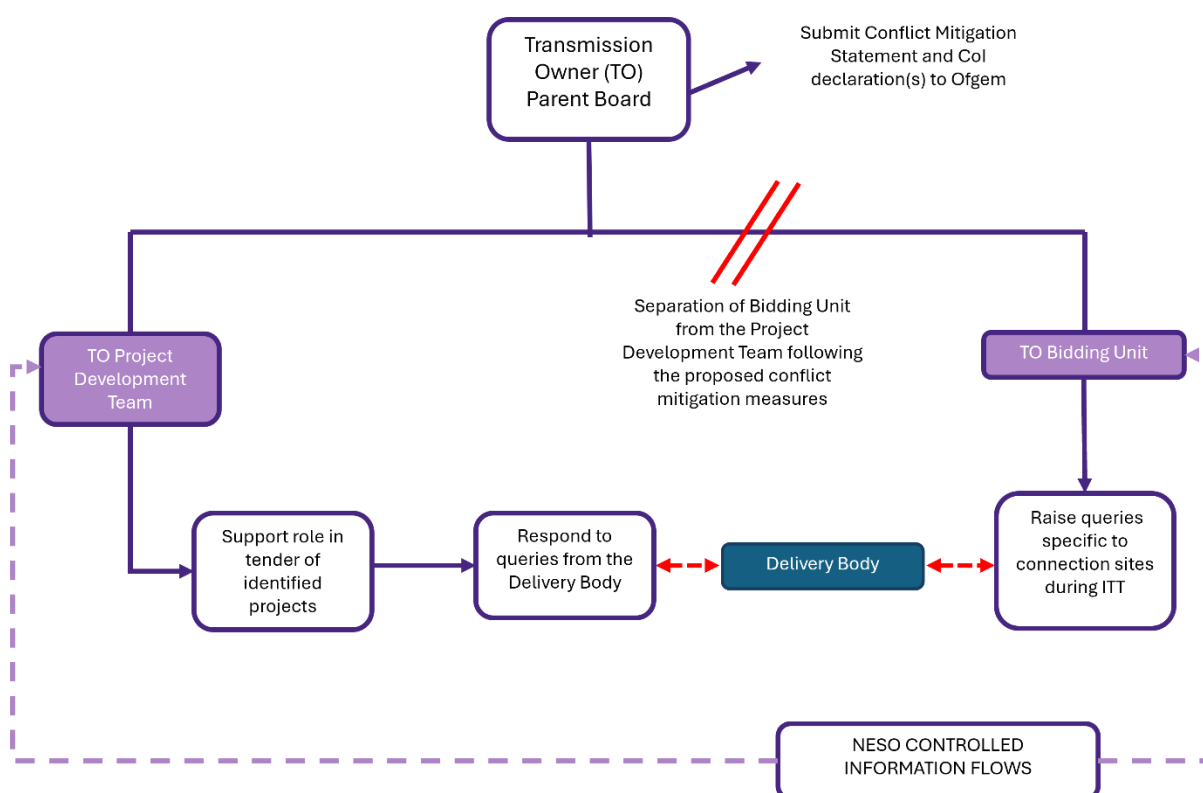 Transmission
Owner (TO)
Parent Board
Submit Conflict Mitigation
Statement and CoI
declaration(s) to Ofgem
Separation of Bidding Unit
from the Project
Development Team following
the proposed conflict
mitigation measures
TO Project
Development
Team
TO Bidding Unit
Support role in
tender of
identified
projects
Respond to
queries from the
Delivery Body
Delivery Body
Raise queries
specific to
connection sites
during ITT
NESO CONTROLLED
INFORMATION FLOWS